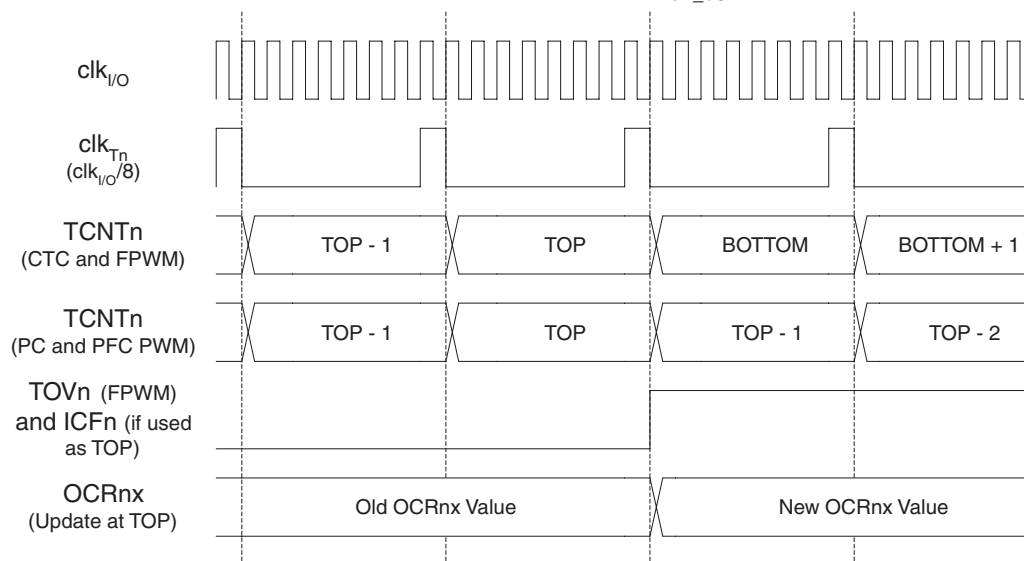 clkI/O
clkTn
(clkI/O/8)
TCNTn
(CTC and FPWM)
TOP - 1
TOP
BOTTOM
BOTTOM + 1
TCNTn
(PC and PFC PWM)
TOP - 1
TOP
TOP - 1
TOP - 2
TOVn (FPWM)
and ICFn (if used
as TOP)
OCRnx
(Update at TOP)
Old OCRnx Value
New OCRnx Value